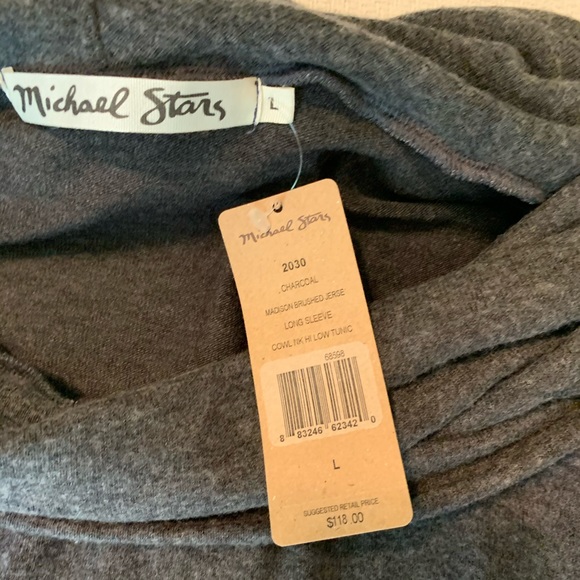 Michael Stars
L
Michael Stars
2030
CHARCOAL
MADISON BRUSHED JERSE
LONG SLEEVE
COWL NK HI LOW TUNIC
68598
8 83246 62342 0
L
SUGGESTED RETAIL PRICE
$118.00